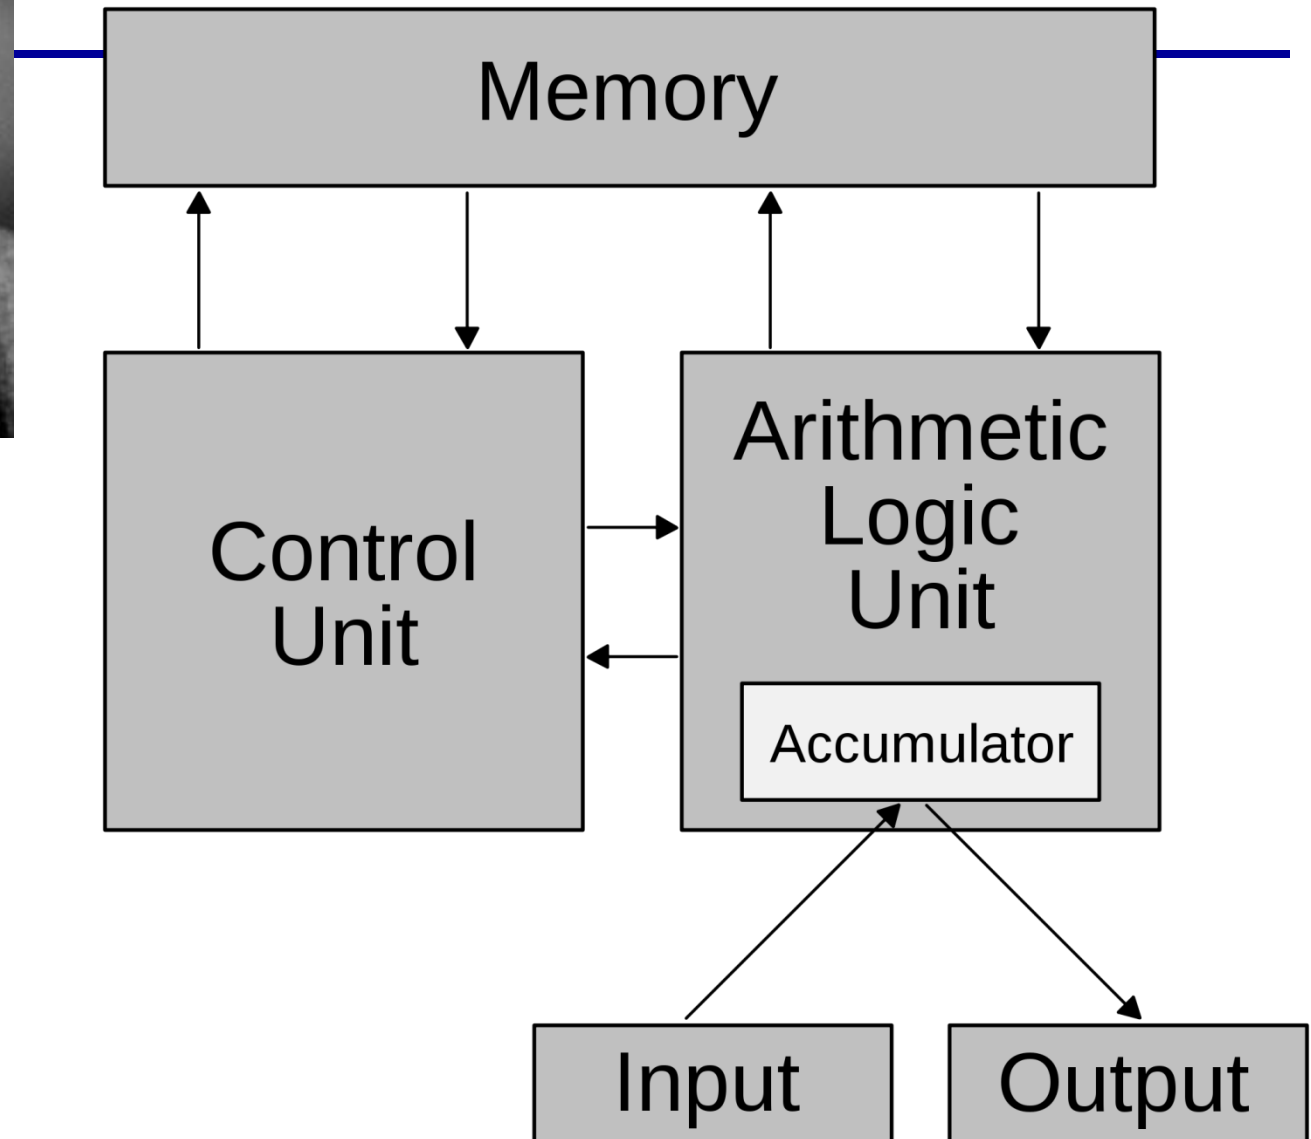 Memory
Control
Unit
Arithmetic
Logic
Unit
Accumulator
Input
Output